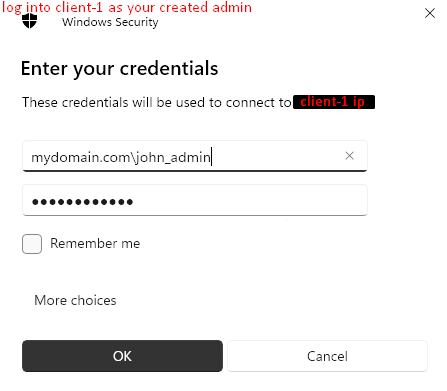 log into client-1 as your created admin
Windows Security
Enter your credentials
These credentials will be used to connect to client-1 ip
mydomain.com\john_admin
●●●●●●●●●●●●
Remember me
More choices
OK
Cancel